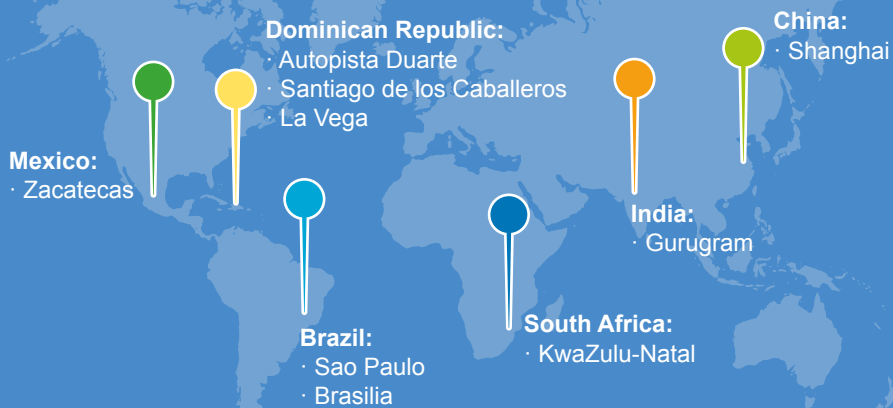 Dominican Republic:
· Autopista Duarte
· Santiago de los Caballeros
· La Vega
China:
· Shanghai
Mexico:
· Zacatecas
India:
· Gurugram
Brazil:
· Sao Paulo
· Brasilia
South Africa:
· KwaZulu-Natal